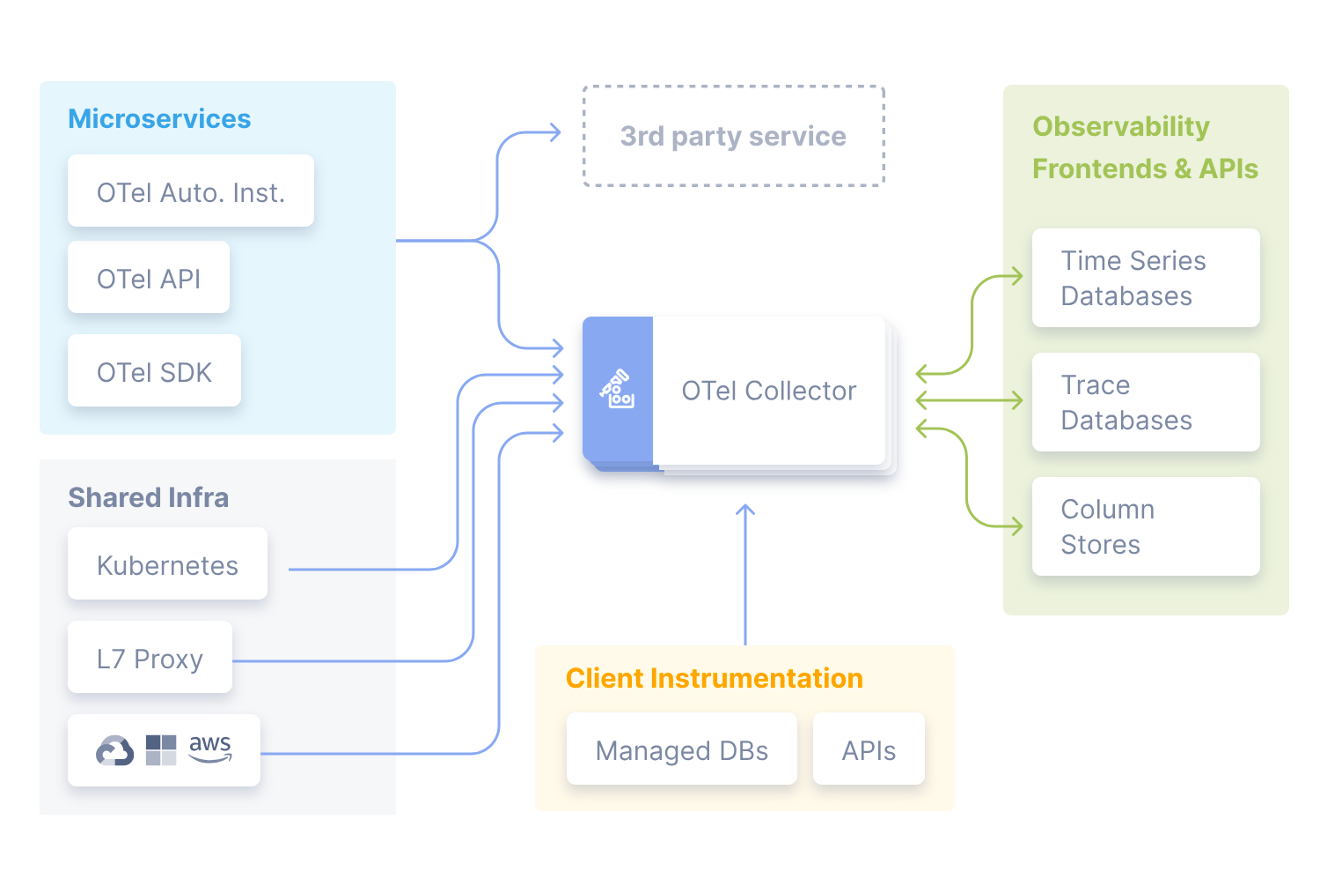 Microservices
OTel Auto. Inst.
OTel API
OTel SDK
Shared Infra
Kubernetes
L7 Proxy
aws
3rd party service
OTel Collector
Client Instrumentation
Managed DBs
APIs
Observability
Frontends & APIs
Time Series
Databases
Trace
Databases
Column
Stores